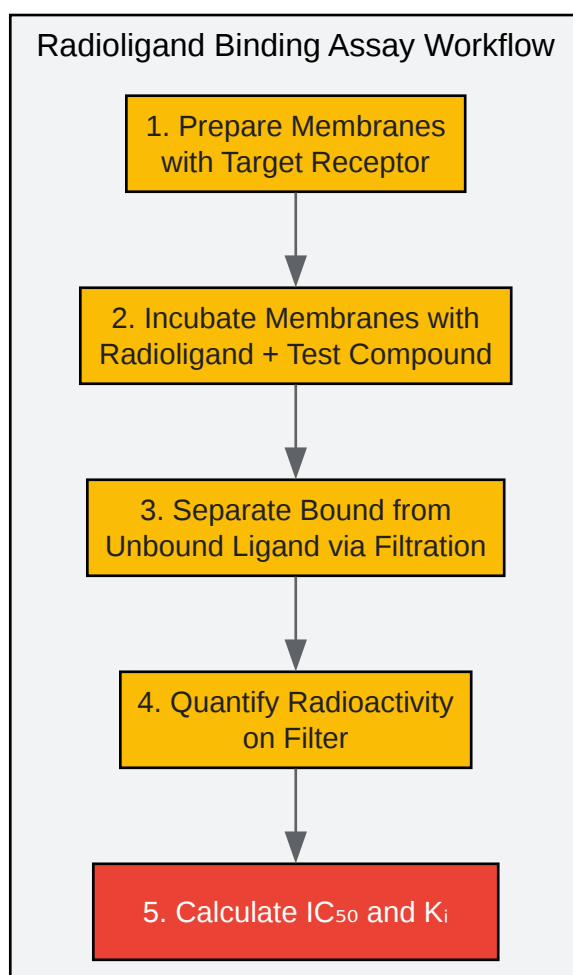 Radioligand Binding Assay Workflow
1. Prepare Membranes
with Target Receptor
2. Incubate Membranes with
Radioligand + Test Compound
3. Separate Bound from
Unbound Ligand via Filtration
4. Quantify Radioactivity
on Filter
5. Calculate IC₅₀ and Kᵢ